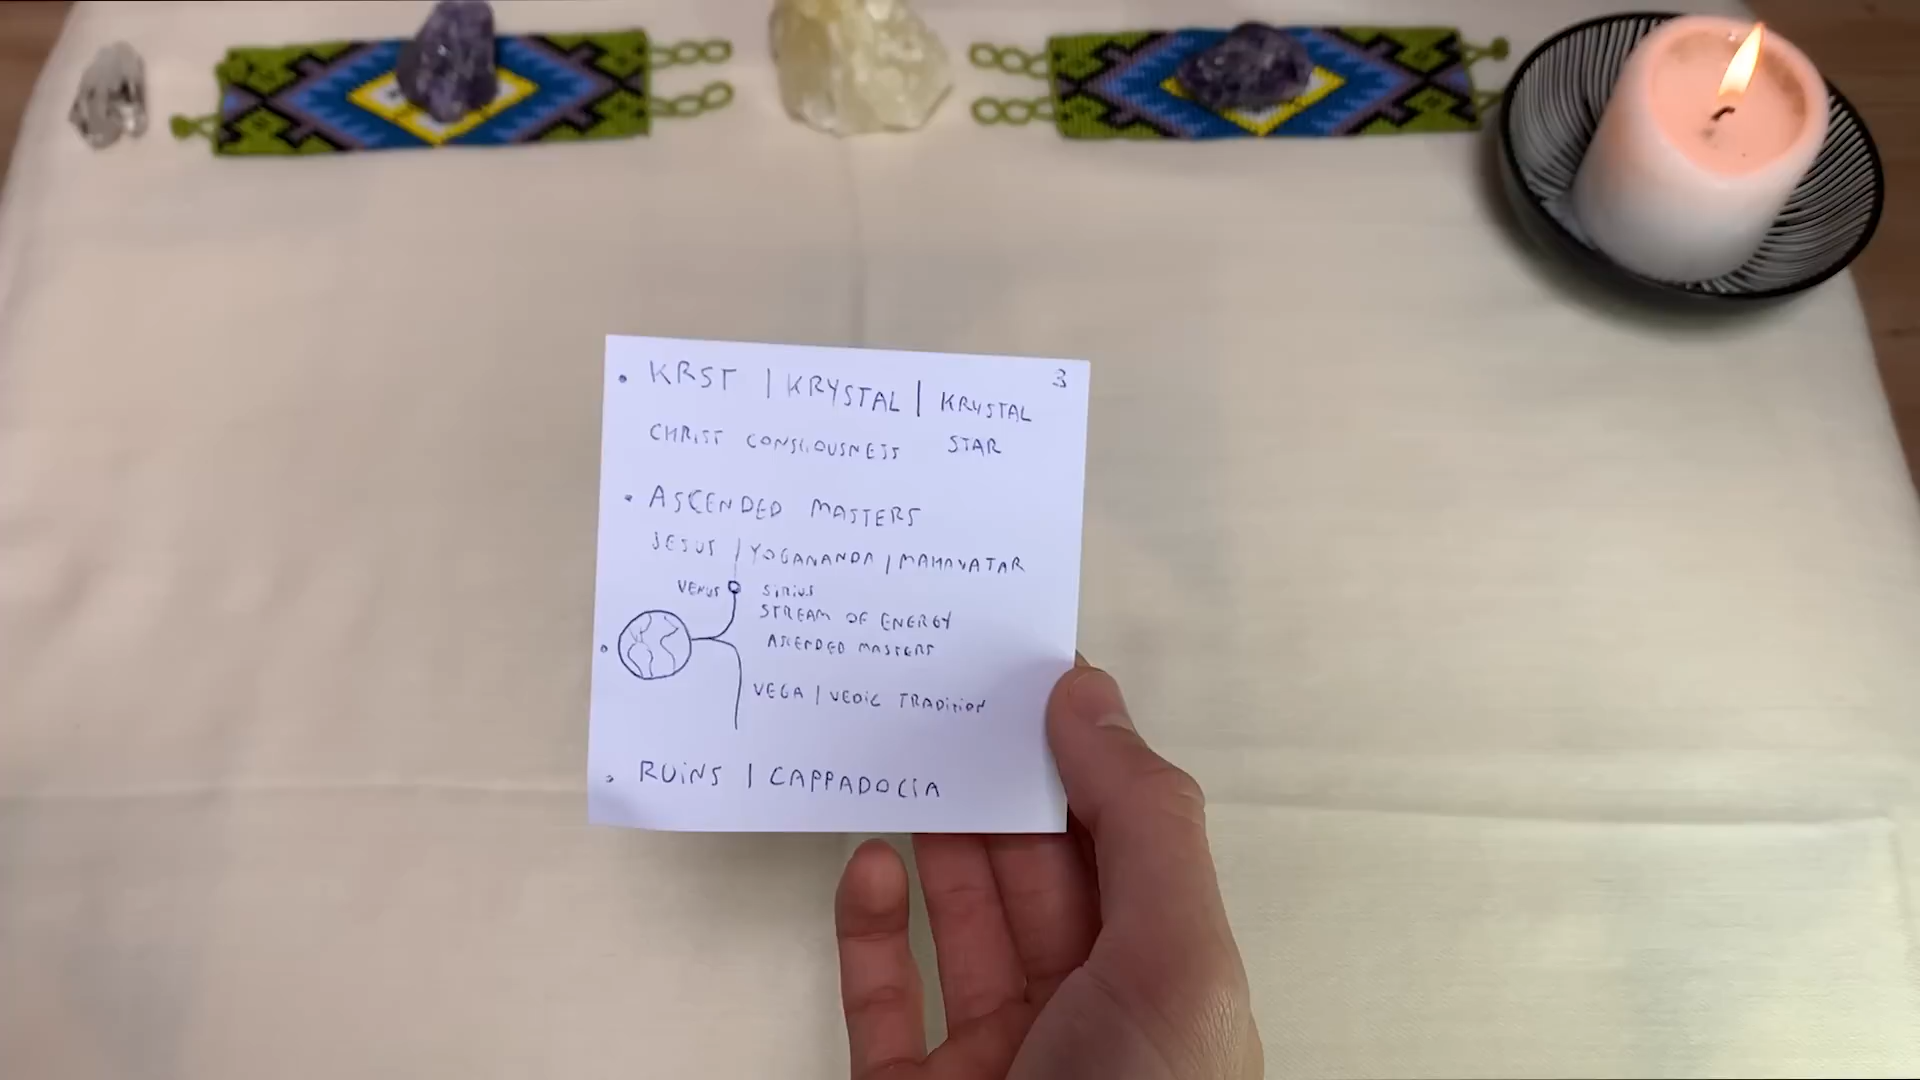 3
• KRST | KRYSTAL | KRYSTAL
CHRIST CONSCIOUSNESS STAR
• ASCENDED MASTERS
JESUS | YOGANANDA | MAHAVATAR
VENUS SIRIUS
STREAM OF ENERGY
ASCENDED MASTERS
VEGA | VEDIC TRADITION
• RUINS | CAPPADOCIA